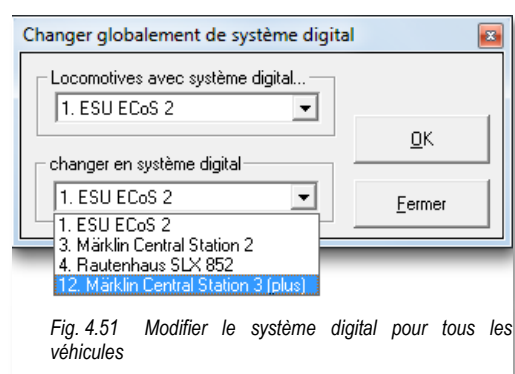 Changer globalement de système digital
Locomotives avec système digital...
1. ESU ECoS 2
OK
changer en système digital
1. ESU ECoS 2
Fermer
1. ESU ECoS 2
3. Märklin Central Station 2
4. Rautenhaus SLX 852
12. Märklin Central Station 3 (plus)
Fig. 4.51 Modifier le système digital pour tous les
véhicules